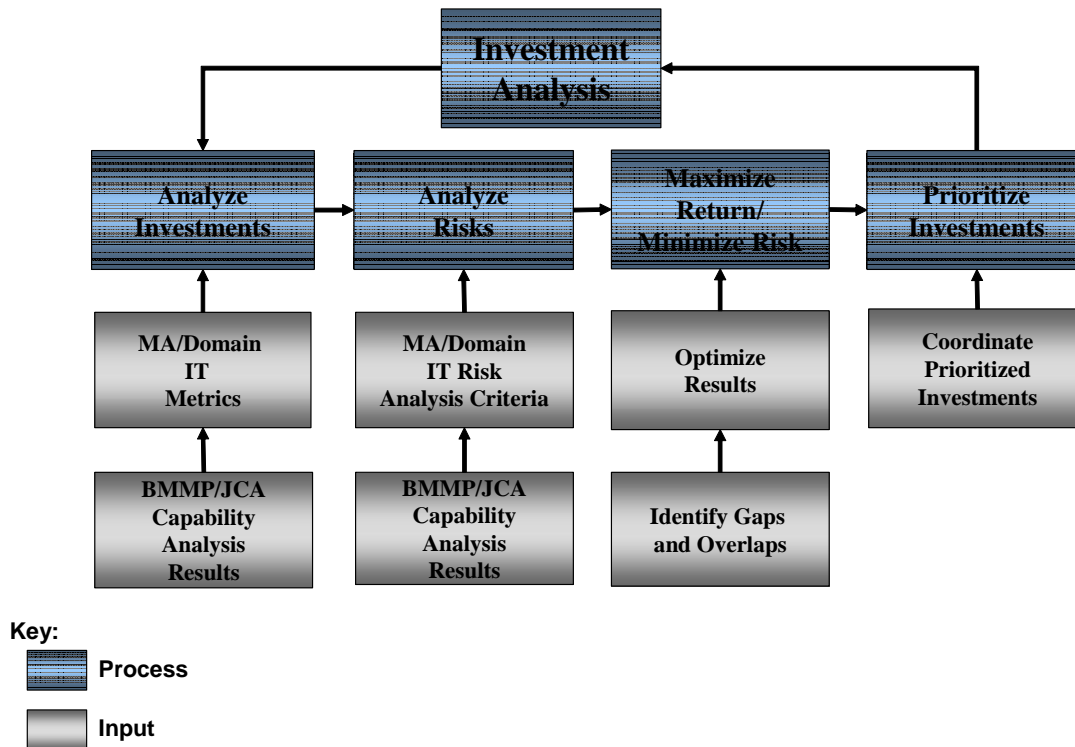 Investment
Analysis
Analyze
Investments
Analyze
Risks
Maximize
Return/
Minimize Risk
Prioritize
Investments
MA/Domain
IT
Metrics
MA/Domain
IT Risk
Analysis Criteria
Optimize
Results
Coordinate
Prioritized
Investments
BMMP/JCA
Capability
Analysis
Results
BMMP/JCA
Capability
Analysis
Results
Identify Gaps
and Overlaps
Key:
Process
Input